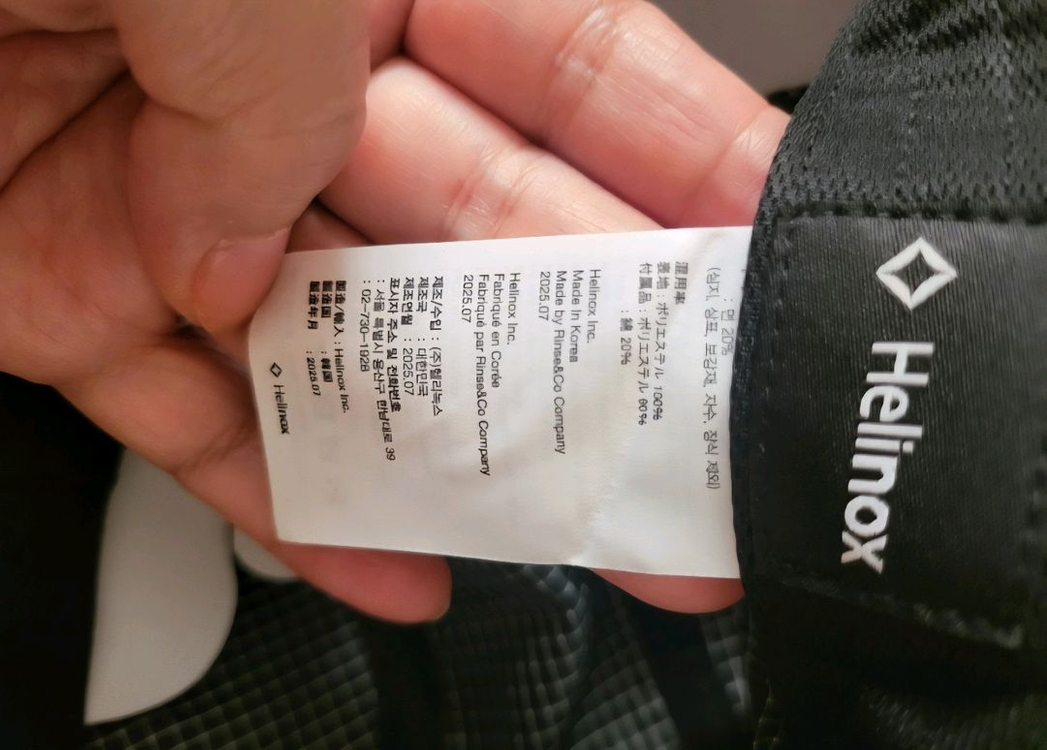 : 면 20%
(심지, 상표 보강재, 자수, 장식 제외)
混用率
表地 : ポリエステル 100%
付属品 : ポリエステル 80%
: 綿 20%
Helinox Inc.
Made in Korea
Made by Rinse&Co Company
2025.07
Helinox Inc.
Fabriqué en Corée
Fabriqué par Rinse&Co Company
2025.07
제조/수입 : (주)헬리녹스
제조국 : 대한민국
제조연월 : 2025.07
표시자 주소 및 전화번호
: 서울 특별시 용산구 한남대로 39
: 02-730-1928
製造/輸入 : Helinox Inc.
製造国 : 韓国
製造年月 : 2025.07
Helinox
Helinox